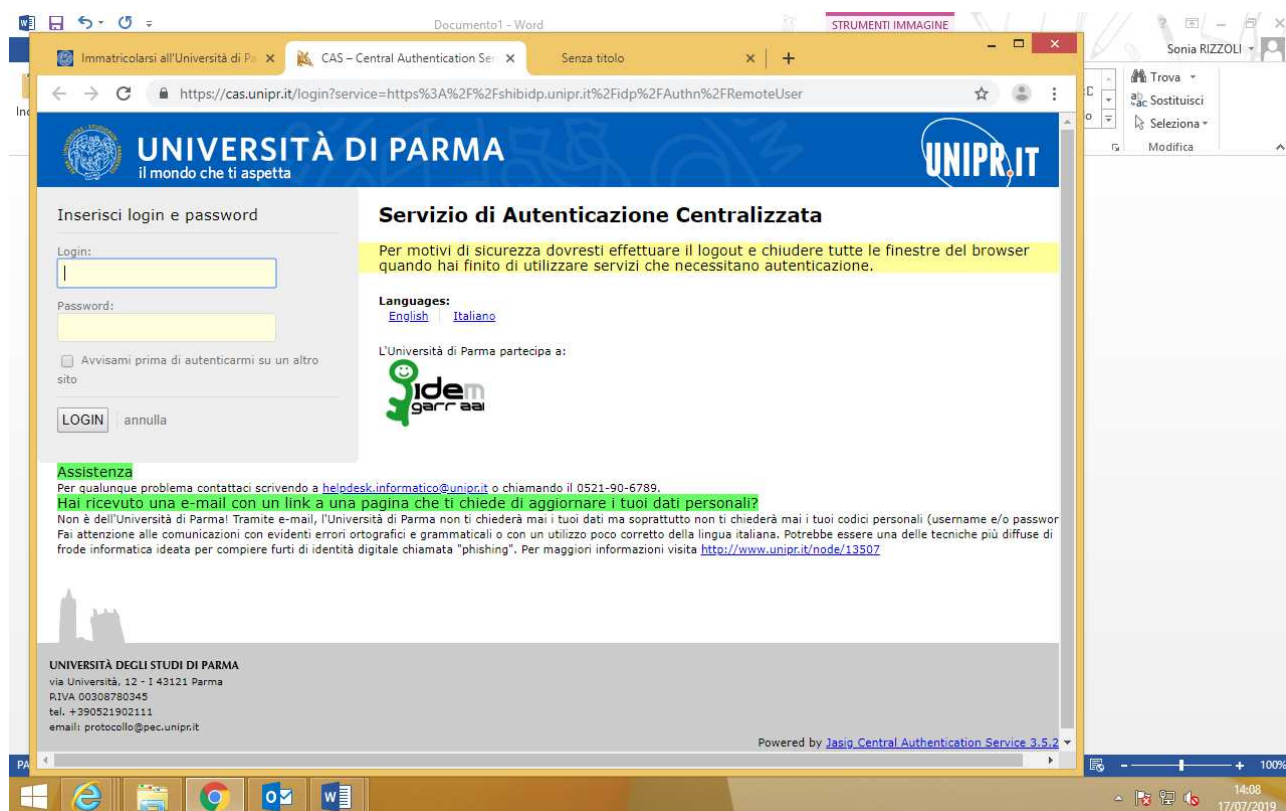 Documento1 - Word
STRUMENTI IMMAGINE
Sonia RIZZOLI
Immatricolarsi all'Università di Pa
CAS – Central Authentication Ser
Senza titolo
https://cas.unipr.it/login?service=https%3A%2F%2Fshibidp.unipr.it%2Fidp%2FAuthn%2FRemoteUser
Trova
Sostituisci
Seleziona
Modifica
UNIVERSITÀ DI PARMA
il mondo che ti aspetta
UNIPR.IT
Inserisci login e password
Login:
Password:
Avvisami prima di autenticarmi su un altro
sito
LOGIN annulla
Servizio di Autenticazione Centralizzata
Per motivi di sicurezza dovresti effettuare il logout e chiudere tutte le finestre del browser
quando hai finito di utilizzare servizi che necessitano autenticazione.
Languages:
English Italiano
L'Università di Parma partecipa a:
idem
garr aai
Assistenza
Per qualunque problema contattaci scrivendo a helpdesk.informatico@unipr.it o chiamando il 0521-90-6789.
Hai ricevuto una e-mail con un link a una pagina che ti chiede di aggiornare i tuoi dati personali?
Non è dell'Università di Parma! Tramite e-mail, l'Università di Parma non ti chiederà mai i tuoi dati ma soprattutto non ti chiederà mai i tuoi codici personali (username e/o passwor
Fai attenzione alle comunicazioni con evidenti errori ortografici e grammaticali o con un utilizzo poco corretto della lingua italiana. Potrebbe essere una delle tecniche più diffuse di
frode informatica ideata per compiere furti di identità digitale chiamata "phishing". Per maggiori informazioni visita http://www.unipr.it/node/13507
UNIVERSITÀ DEGLI STUDI DI PARMA
via Università, 12 - I 43121 Parma
P.IVA 00308780345
tel. +390521902111
email: protocollo@pec.unipr.it
Powered by Jasig Central Authentication Service 3.5.2
100%
14:08
17/07/2019